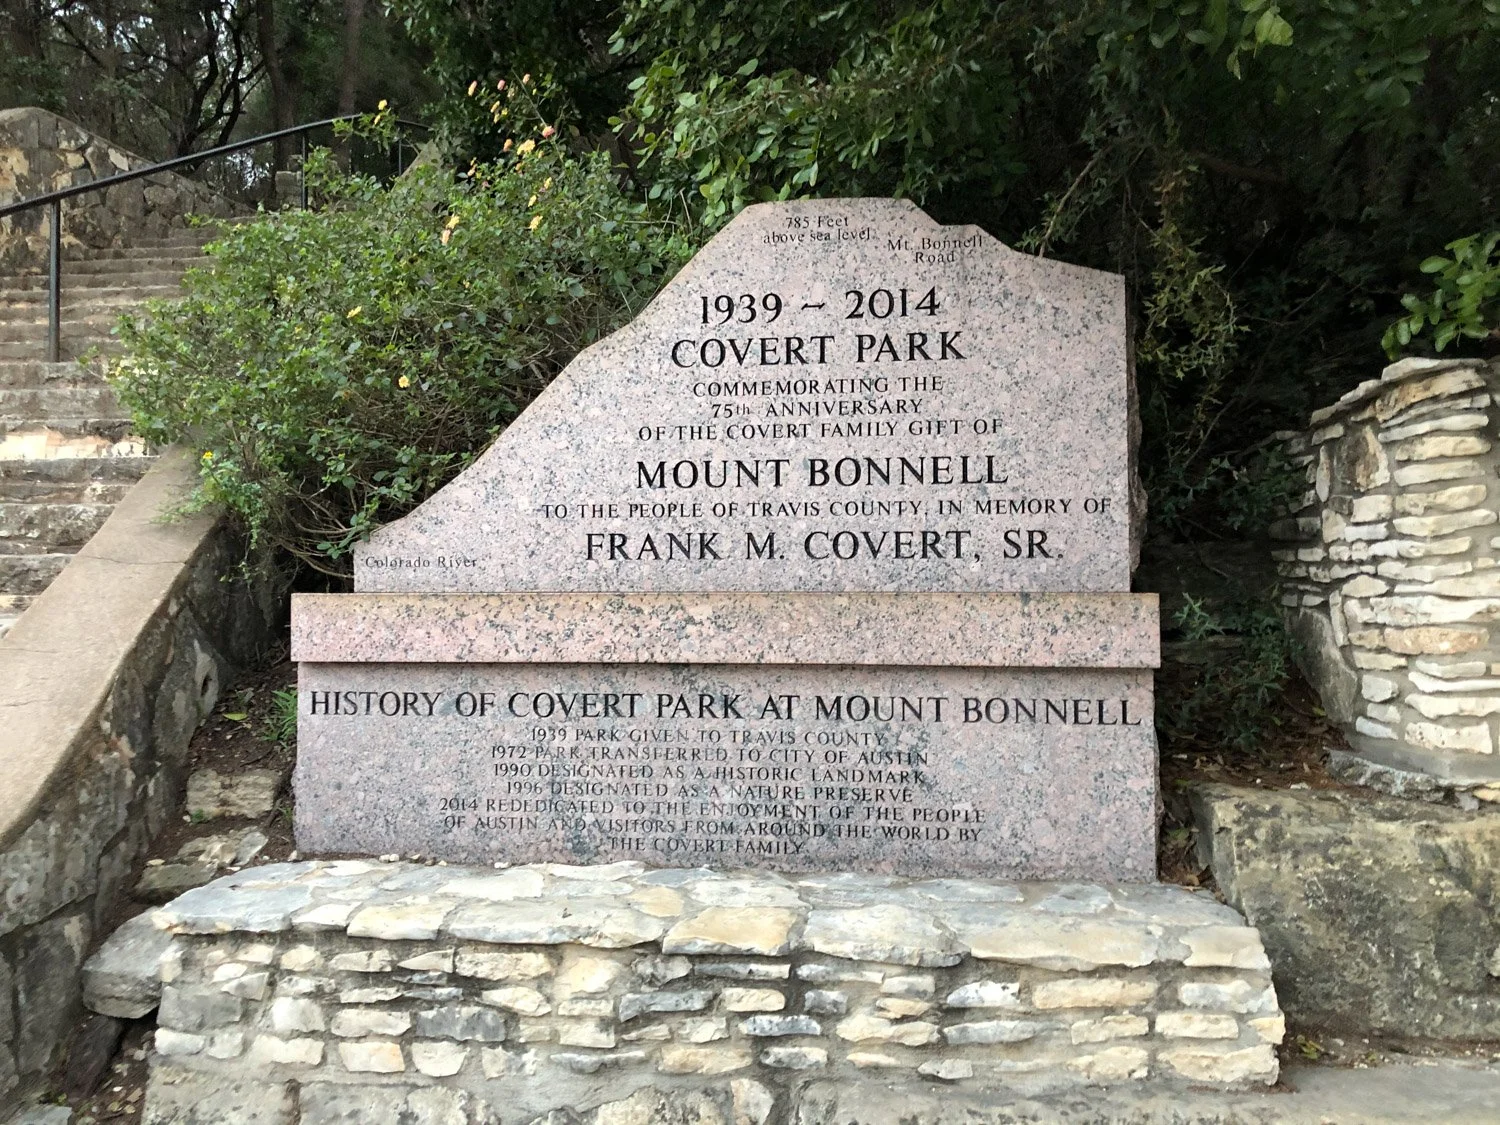 785 Feet
above sea level
Mt. Bonnell
Road
1939 - 2014
COVERT PARK
COMMEMORATING THE
75th ANNIVERSARY
OF THE COVERT FAMILY GIFT OF
MOUNT BONNELL
TO THE PEOPLE OF TRAVIS COUNTY, IN MEMORY OF
FRANK M. COVERT, SR.
Colorado River
HISTORY OF COVERT PARK AT MOUNT BONNELL
1939 PARK GIVEN TO TRAVIS COUNTY
1972 PARK TRANSFERRED TO CITY OF AUSTIN
1990 DESIGNATED AS A HISTORIC LANDMARK
1996 DESIGNATED AS A NATURE PRESERVE
2014 REDEDICATED TO THE ENJOYMENT OF THE PEOPLE
OF AUSTIN AND VISITORS FROM AROUND THE WORLD BY
THE COVERT FAMILY.